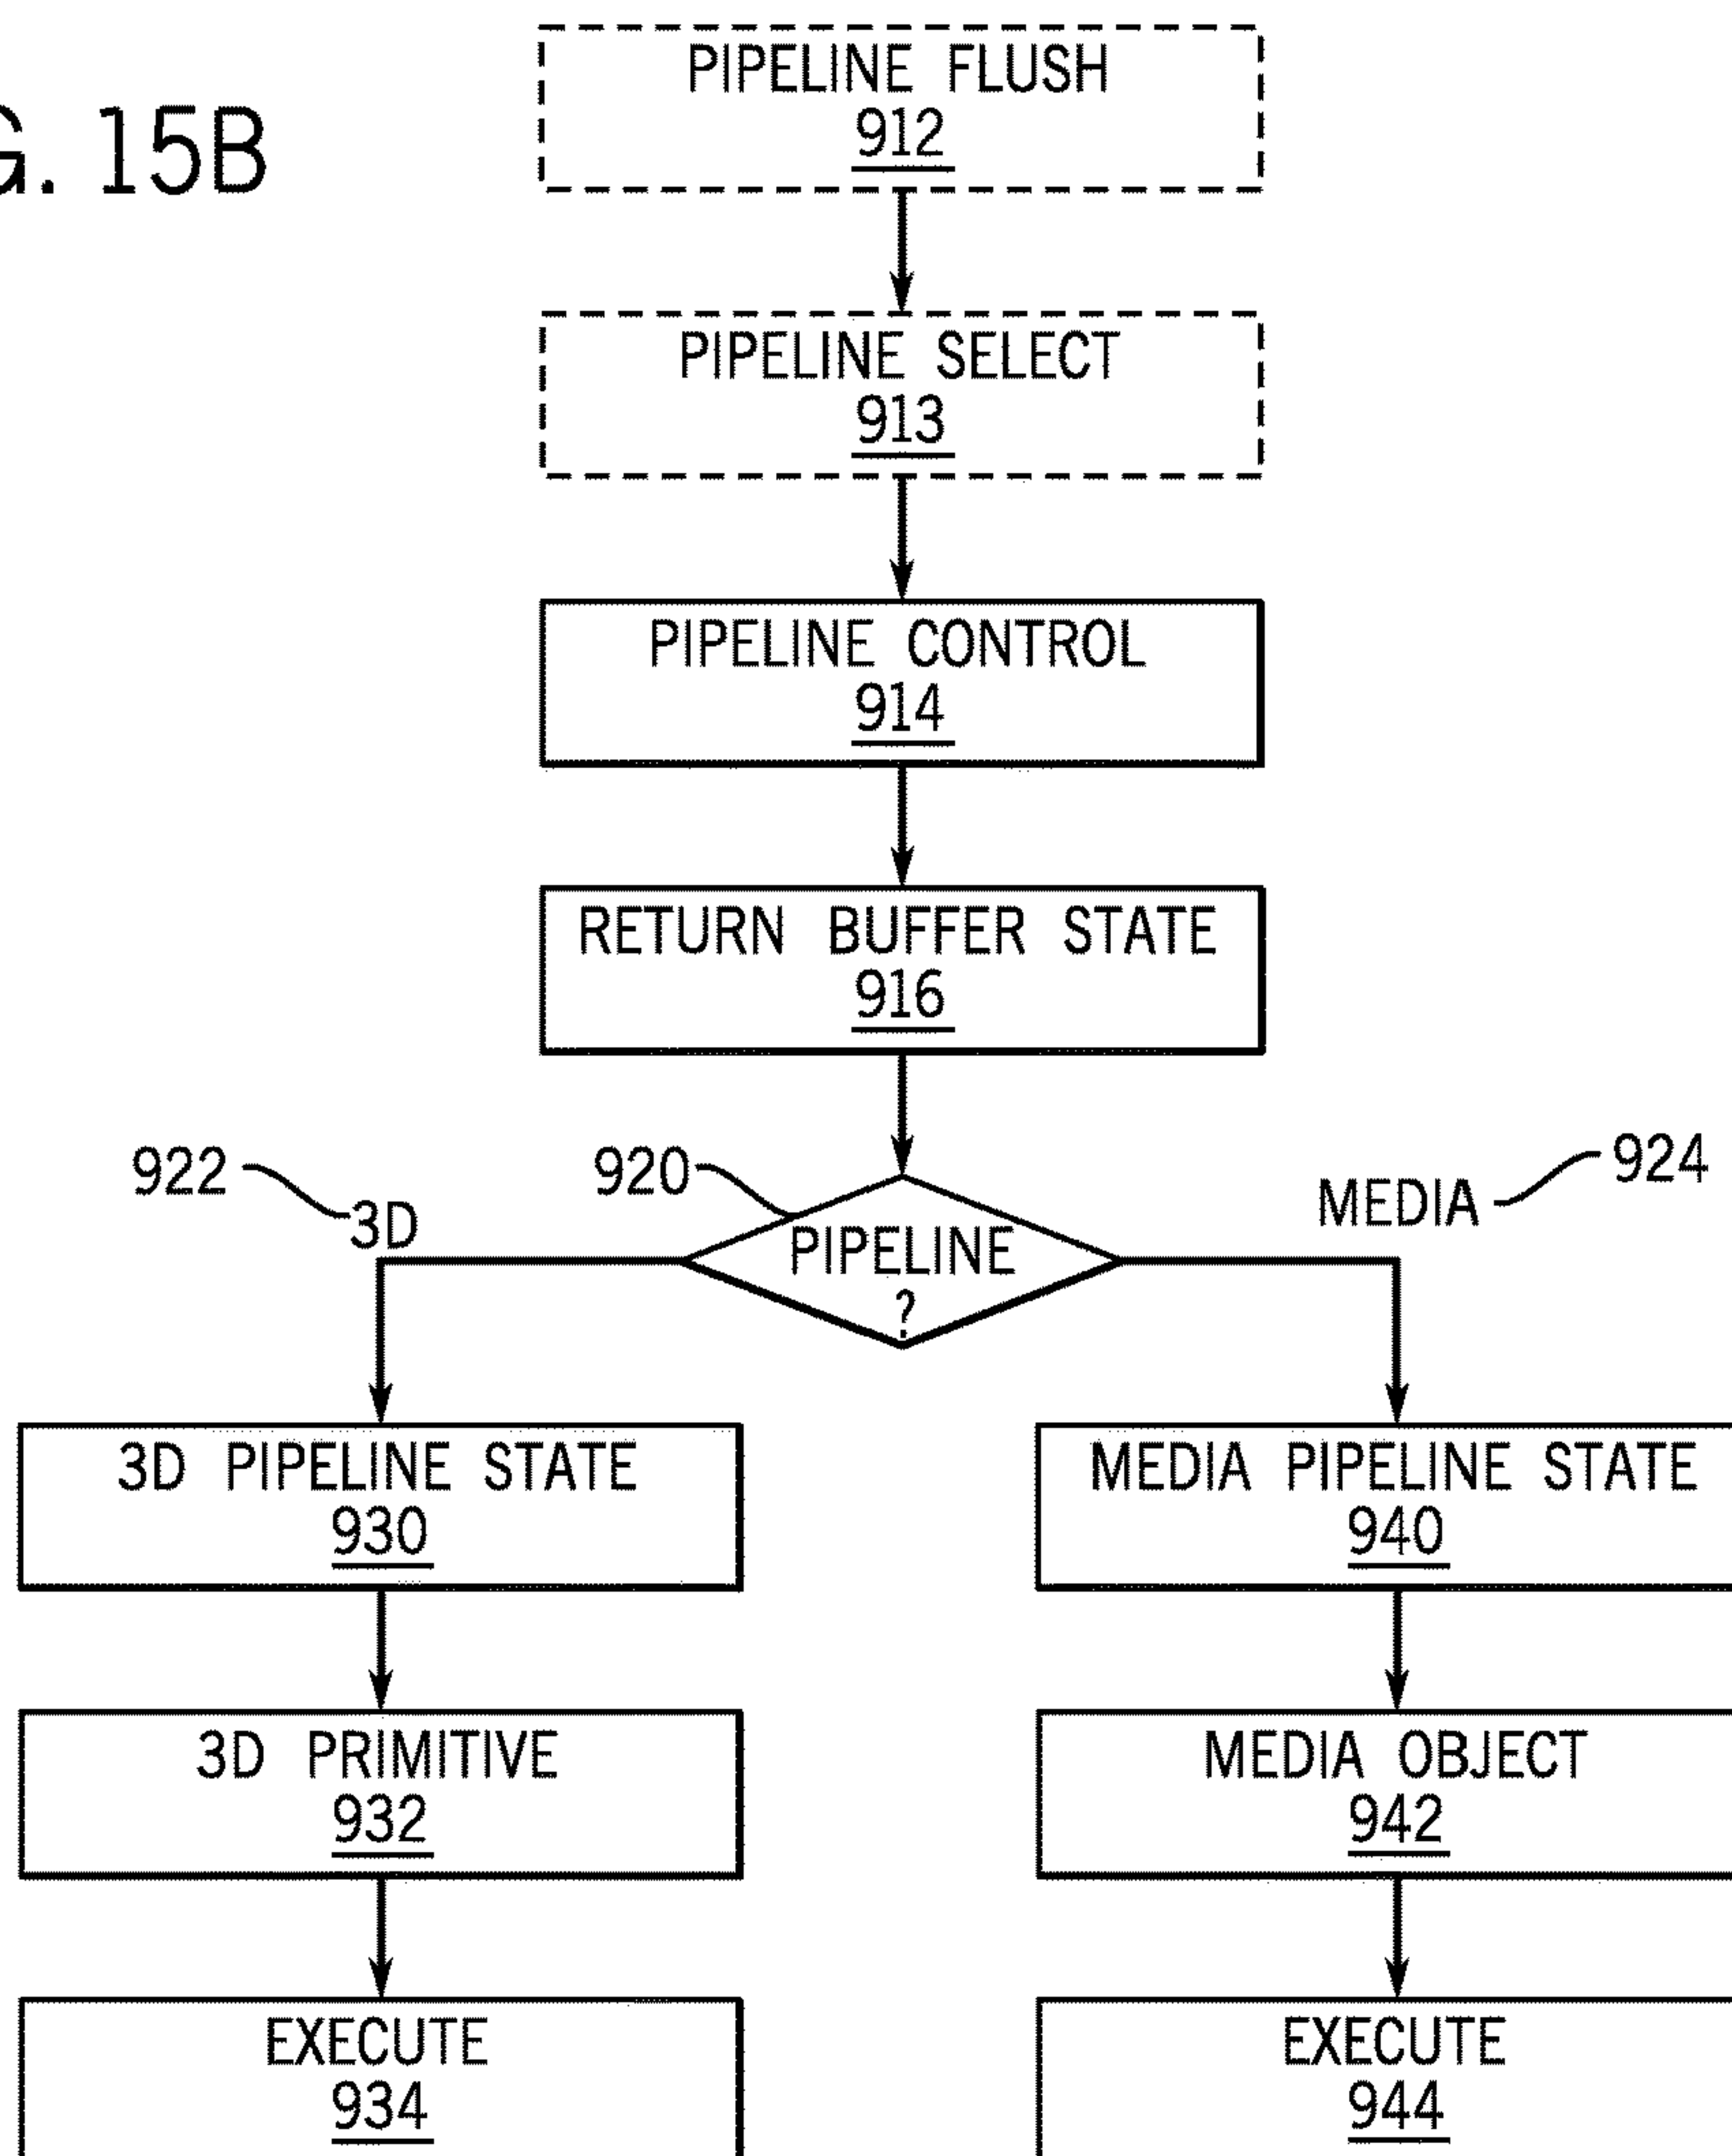 G. 15B
PIPELINE FLUSH
912
PIPELINE SELECT
913
PIPELINE CONTROL
914
RETURN BUFFER STATE
916
922
3D
920
PIPELINE
?
MEDIA
924
3D PIPELINE STATE
930
MEDIA PIPELINE STATE
940
3D PRIMITIVE
932
MEDIA OBJECT
942
EXECUTE
934
EXECUTE
944